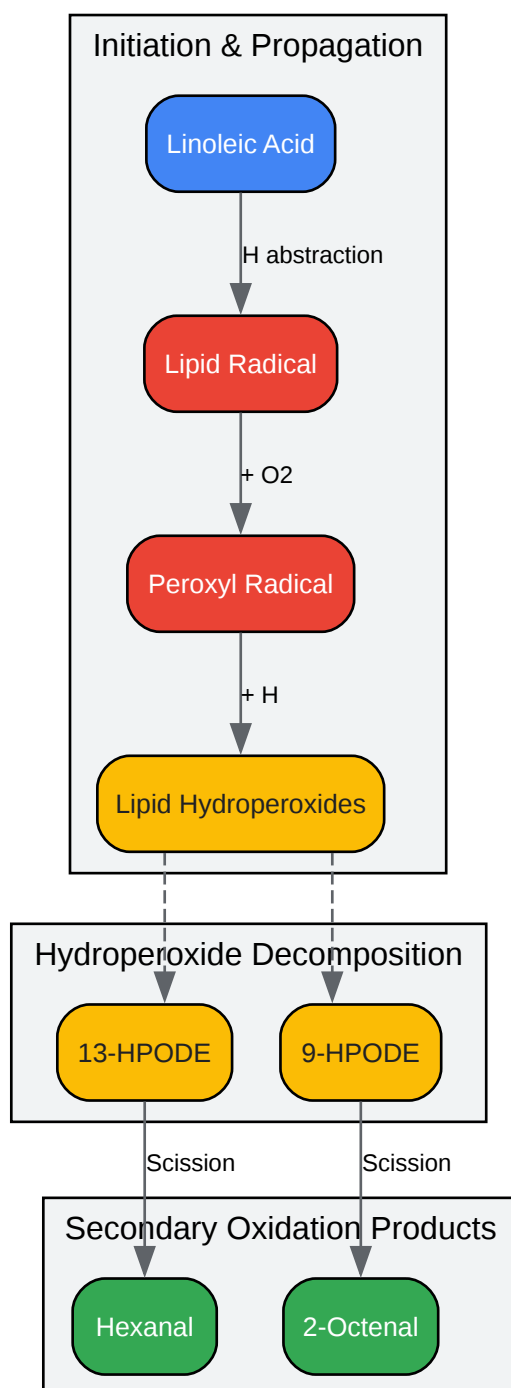 Initiation & Propagation
Linoleic Acid
H abstraction
Lipid Radical
+ O2
Peroxyl Radical
+ H
Lipid Hydroperoxides
Hydroperoxide Decomposition
13-HPODE
9-HPODE
Scission
Scission
Secondary Oxidation Products
Hexanal
2-Octenal